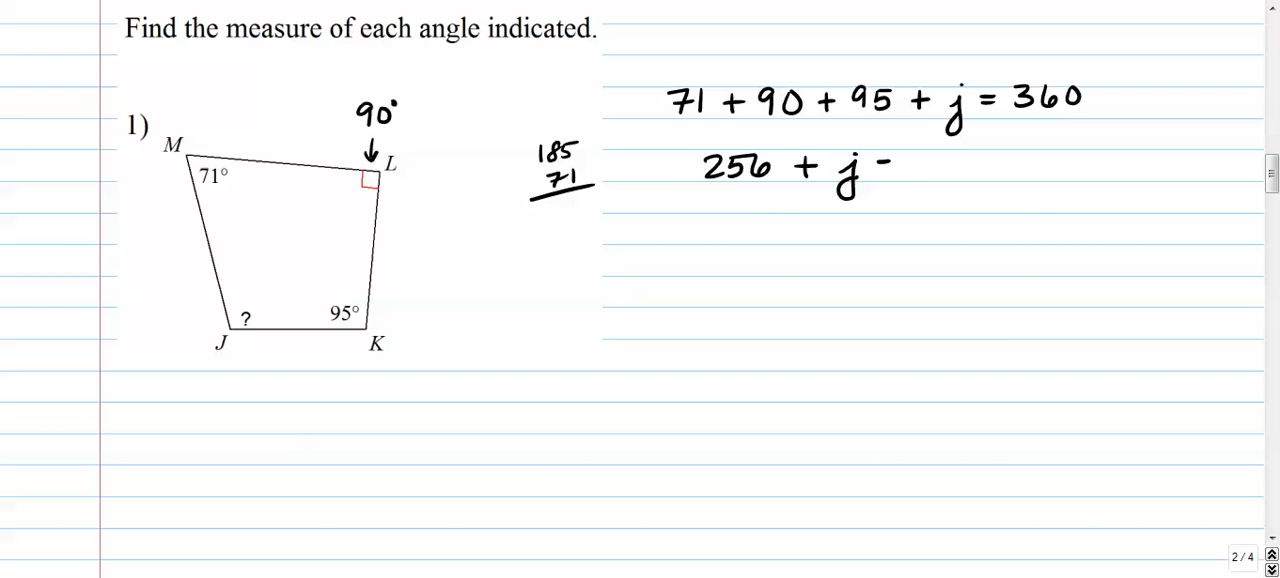 Find the measure of each angle indicated.
71 + 90 + 95 + j = 360
90°
1)
185
M
L
256 + j -
71°
71
95°
?
J
K
2 / 4